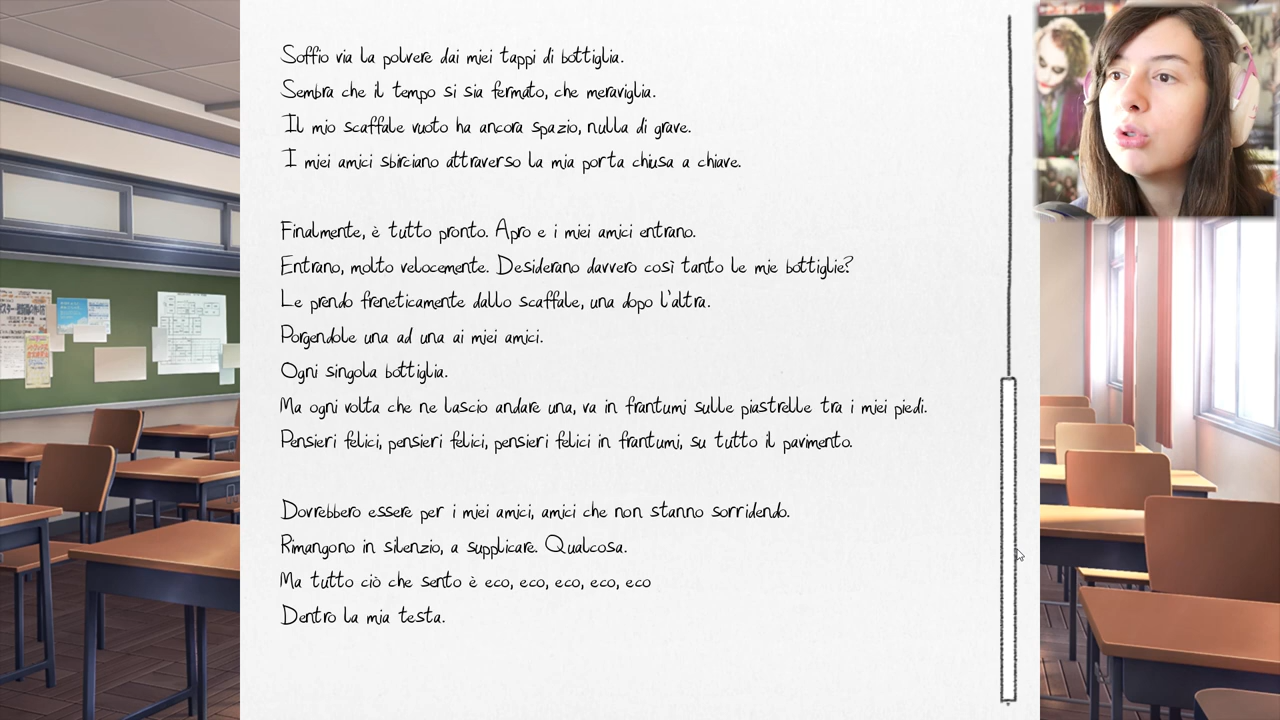 Soffio via la polvere dai miei tappi di bottiglia.
Sembra che il tempo si sia fermato, che meraviglia.
Il mio scaffale vuoto ha ancora spazio, nulla di grave.
I miei amici sbirciano attraverso la mia porta chiusa a chiave.
Finalmente, è tutto pronto. Apro e i miei amici entrano.
Entrano, molto velocemente. Desiderano davvero così tanto le mie bottiglie?
Le prendo freneticamente dallo scaffale, una dopo l'altra.
Porgendole una ad una ai miei amici.
Ogni singola bottiglia.
Ma ogni volta che ne lascio andare una, va in frantumi sulle piastrelle tra i miei piedi.
Pensieri felici, pensieri felici, pensieri felici in frantumi, su tutto il pavimento.
Dovrebbero essere per i miei amici, amici che non stanno sorridendo.
Rimangono in silenzio, a supplicare. Qualcosa.
Ma tutto ciò che sento è eco, eco, eco, eco, eco
Dentro la mia testa.